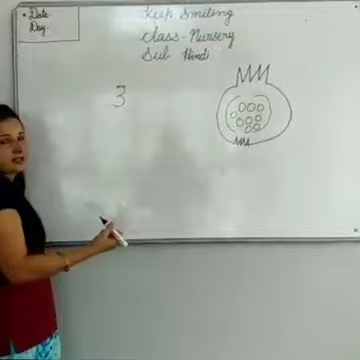 • Date
Day
Keep Smiling
Class - Nursery
Sub Hindi
3